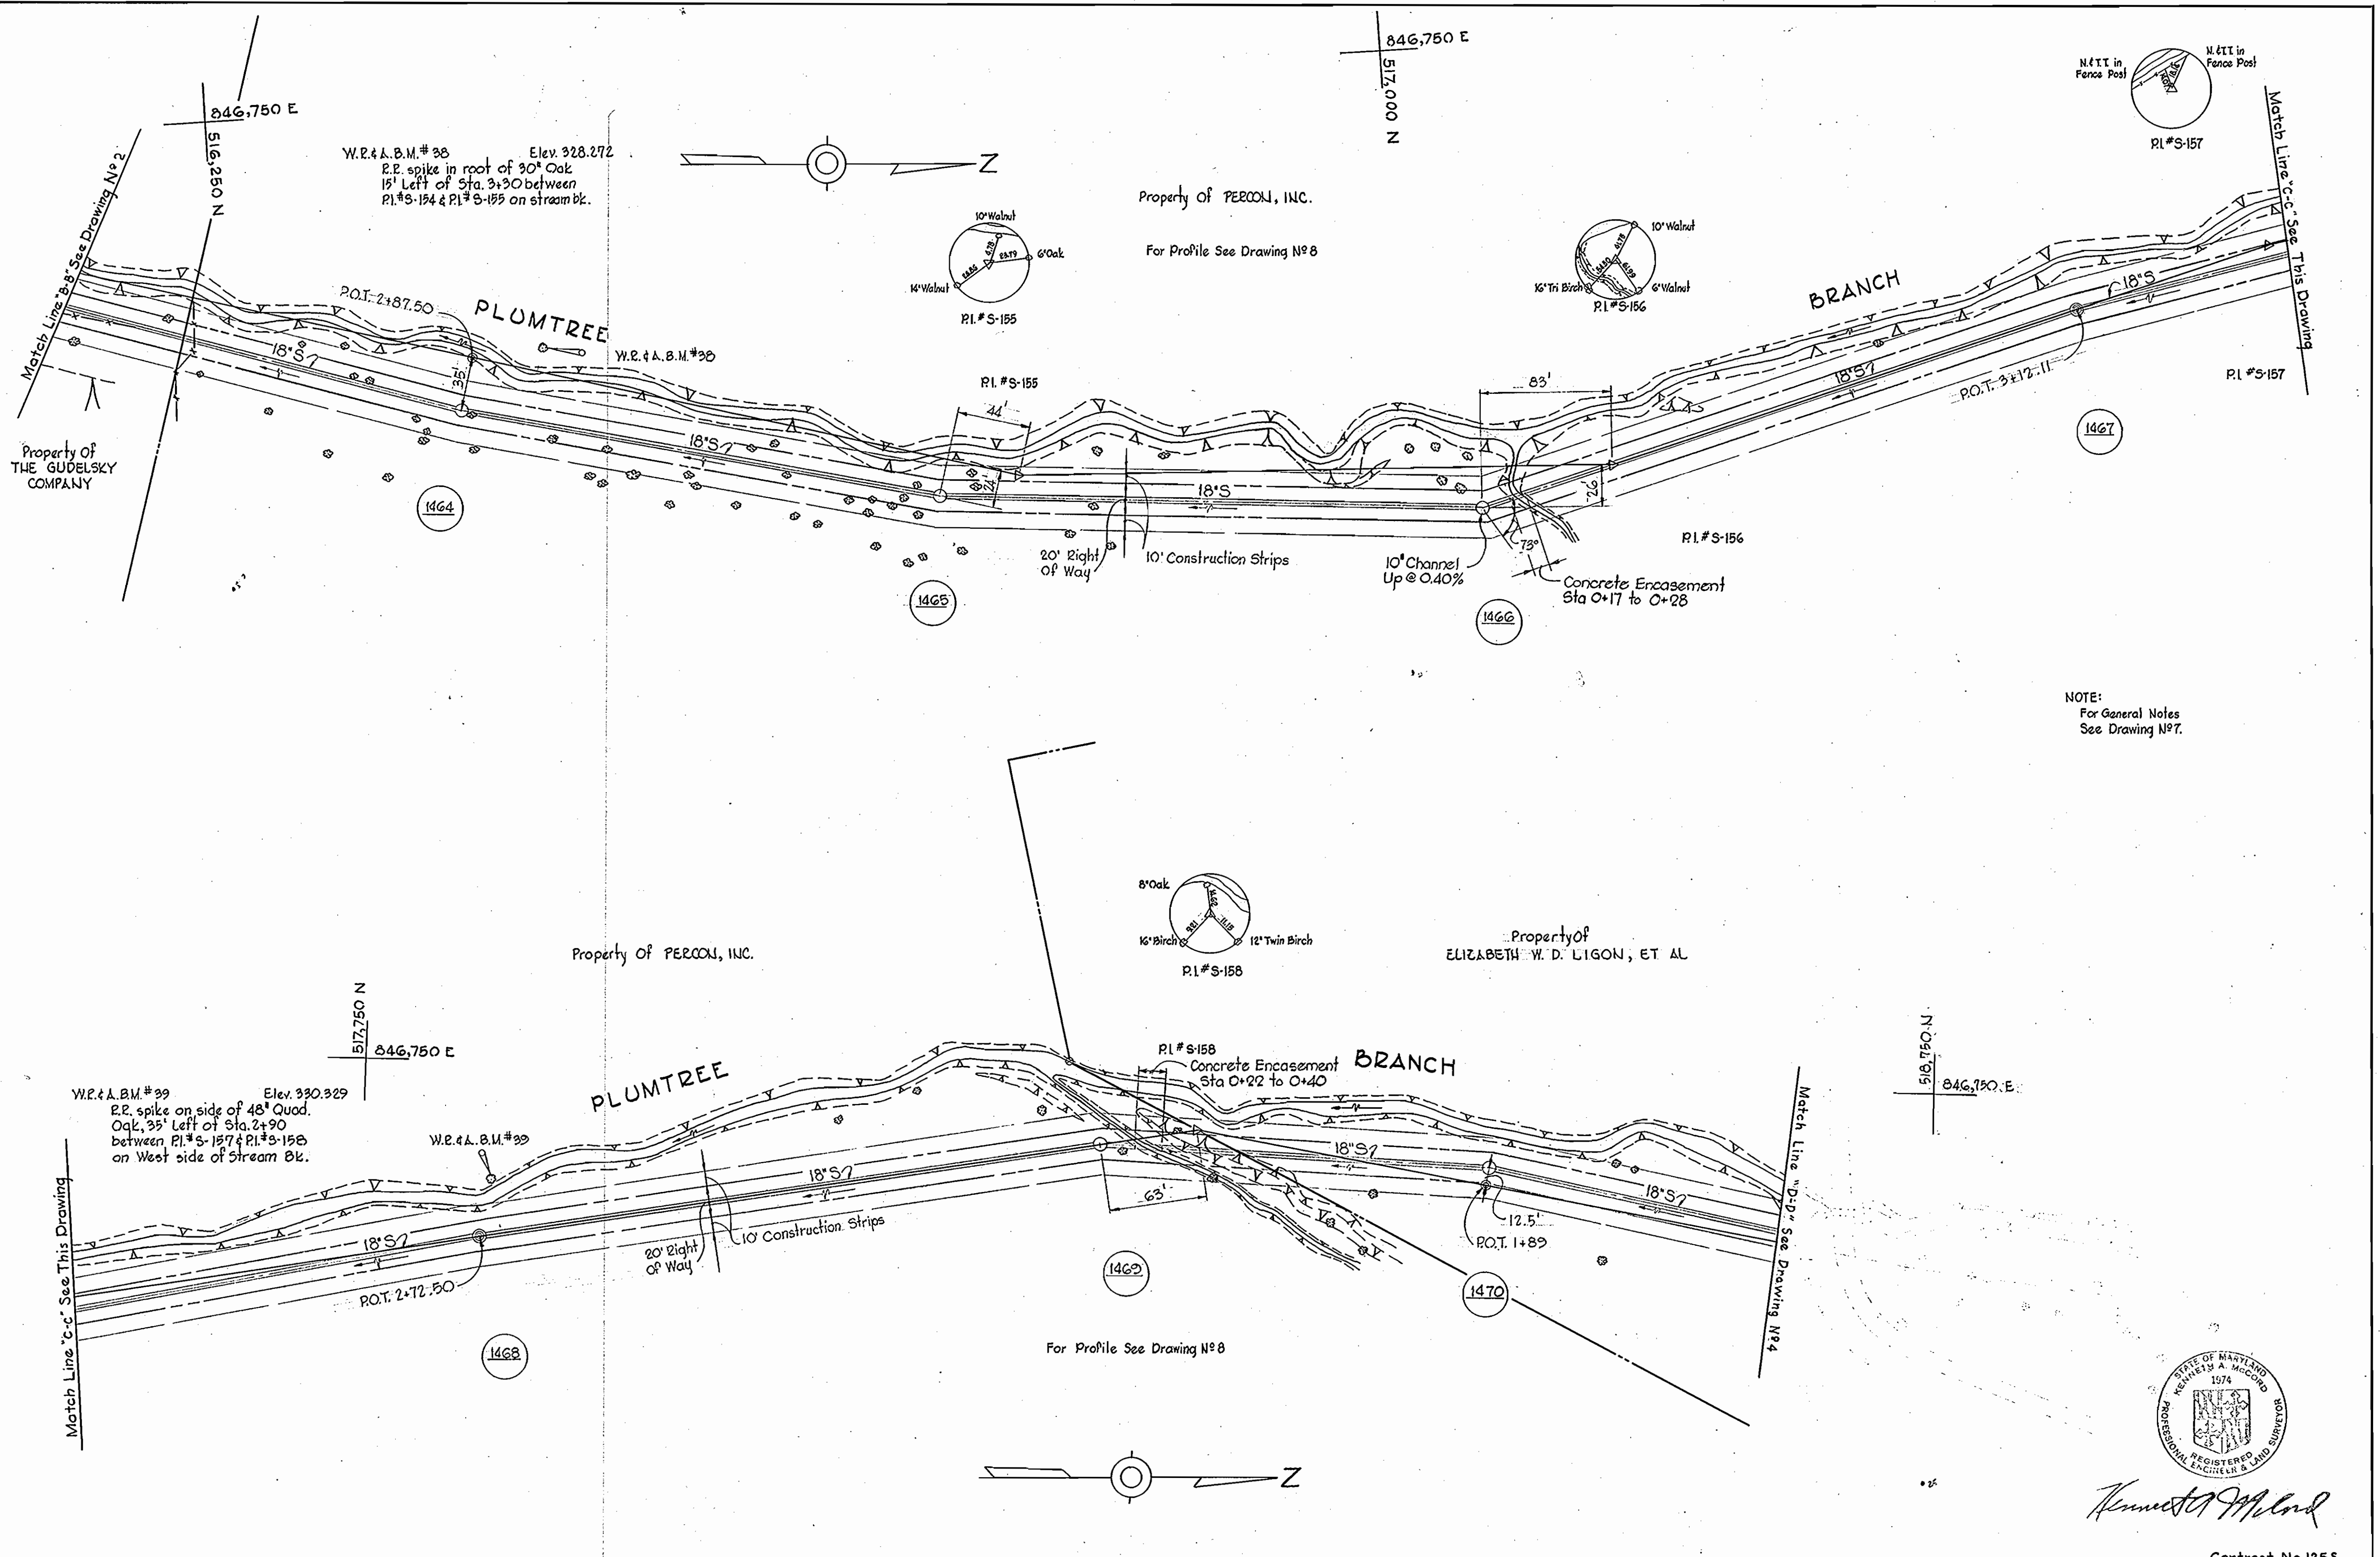 846,750 E
516,250 N
846,750 E
517,000 N
N.&T.T. in
Fence Post
N.&T.T. in
Fence Post
P.I.#S-157
Match Line "B-B" See Drawing Nº 2
W.R.& A. B.M.# 38 Elev. 328.272
R.R. spike in root of 30" Oak
15' Left of Sta. 3+30 between
P.I.#S-154 & P.I.# S-155 on stream bk.
Z
Property Of PERCON, INC.
For Profile See Drawing Nº 8
10" Walnut
6" Oak
14" Walnut
P.I.# S-155
10" Walnut
16" Tri Birch
6" Walnut
P.I.# S-156
Match Line "C-C" See This Drawing
P.O.T. 2+87.50
PLUMTREE
BRANCH
W.R.& A. B.M.#38
18"S
35'
18"S
P.I. #S-155
44'
24'
18"S
83'
26'
18"S
18"S
P.O.T. 3+12.11
P.I. #S-157
Property Of
THE GUDELSKY
COMPANY
1464
1465
20' Right
Of Way
10' Construction Strips
10" Channel
Up @ 0.40%
73°
P.I.# S-156
Concrete Encasement
Sta 0+17 to 0+28
1466
1467
NOTE:
For General Notes
See Drawing Nº7.
8" Oak
16" Birch
12" Twin Birch
P.I.# S-158
Property Of PERCON, INC.
Property Of
ELIZABETH W. D. LIGON, ET AL
517,750 N
846,750 E
518,750 N
846,750 E
W.R.& A. B.M.#39 Elev. 330.329
R.R. spike on side of 48" Quad.
Oak, 35' Left of Sta. 2+90
between P.I.#S-157 & P.I.#S-158
on West side of Stream Bk.
PLUMTREE
W.R.& A. B.M.#39
P.I.# S-158
Concrete Encasement
Sta 0+22 to 0+40
BRANCH
Match Line "C-C" See This Drawing
18"S
P.O.T. 2+72.50
18"S
20' Right
Of Way
10' Construction Strips
63'
18"S
12.5'
P.O.T. 1+89
18"S
Match Line "D-D" See Drawing Nº4
1468
1469
1470
For Profile See Drawing Nº 8
Z
STATE OF MARYLAND
KENNETH A. McCORD
1974
REGISTERED
PROFESSIONAL ENGINEER & LAND SURVEYOR